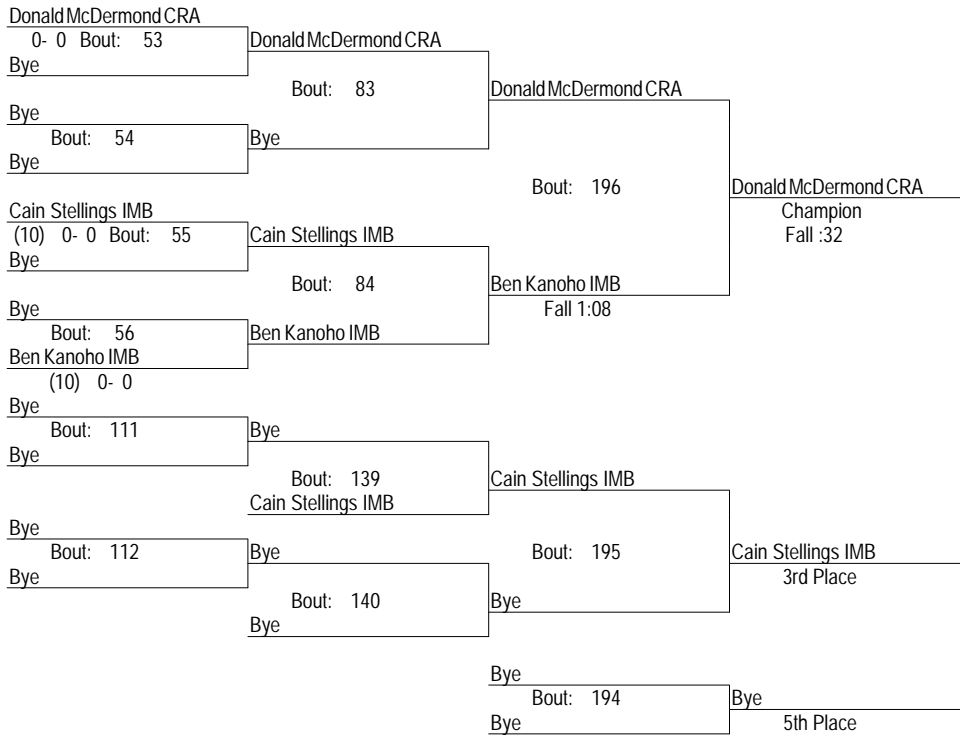 Donald McDermond CRA
0- 0 Bout: 53
Bye
Donald McDermond CRA
Bout: 83
Donald McDermond CRA
Bye
Bout: 54
Bye
Bye
Bout: 196
Donald McDermond CRA
Champion
Fall :32
Cain Stellings IMB
(10) 0- 0 Bout: 55
Bye
Cain Stellings IMB
Bout: 84
Ben Kanoho IMB
Fall 1:08
Bye
Bout: 56
Ben Kanoho IMB
Ben Kanoho IMB
(10) 0- 0
Bye
Bout: 111
Bye
Bye
Bout: 139
Cain Stellings IMB
Cain Stellings IMB
Bye
Bout: 112
Bye
Bye
Bout: 195
Cain Stellings IMB
3rd Place
Bout: 140
Bye
Bye
Bye
Bout: 194
Bye
Bye
5th Place